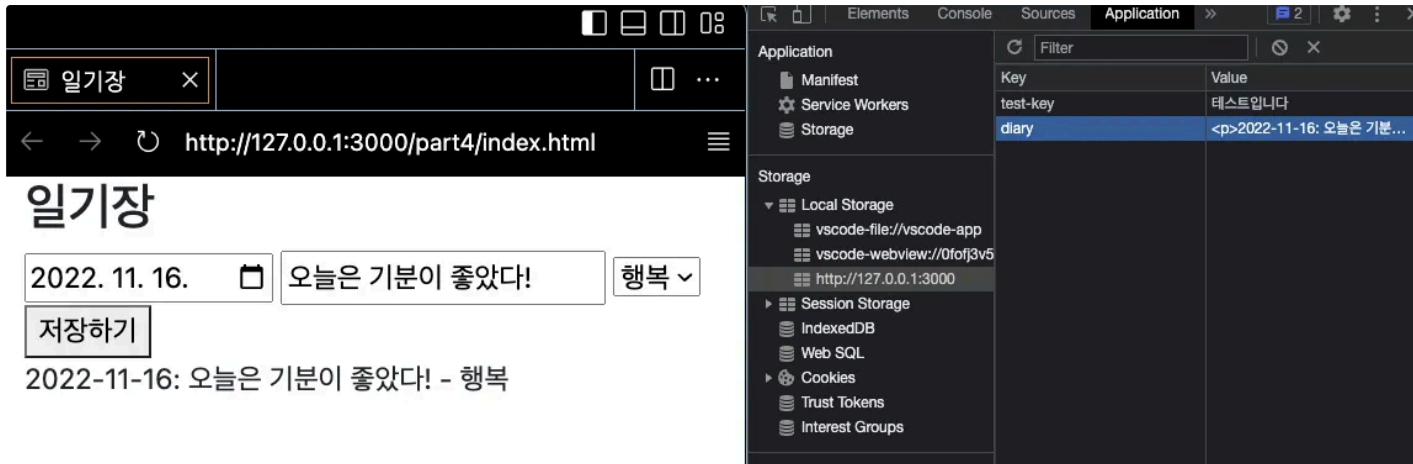 일기장
http://127.0.0.1:3000/part4/index.html
일기장
2022. 11. 16. 오늘은 기분이 좋았다! 행복
저장하기
2022-11-16: 오늘은 기분이 좋았다! - 행복
Elements Console Sources Application » 2
Application
Manifest
Service Workers
Storage
Storage
Local Storage
vscode-file://vscode-app
vscode-webview://0fofj3v5
http://127.0.0.1:3000
Session Storage
IndexedDB
Web SQL
Cookies
Trust Tokens
Interest Groups
Filter
Key Value
test-key 테스트입니다
diary <p>2022-11-16: 오늘은 기분...